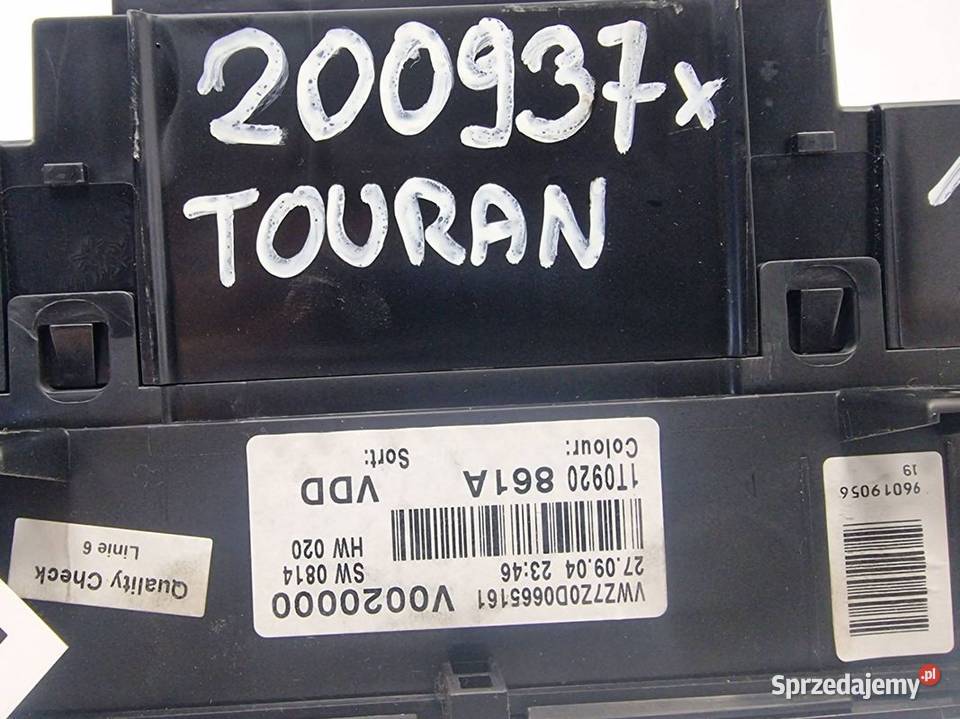 200937x
TOURAN
VWZ7Z0D0665161 V0020000
27.09.04 23:46 SW 0814
HW 020
1T0920 861A VDD
Colour: Sort:
Quality Check
Linie 6
96019056
19
Sprzedajemy.pl